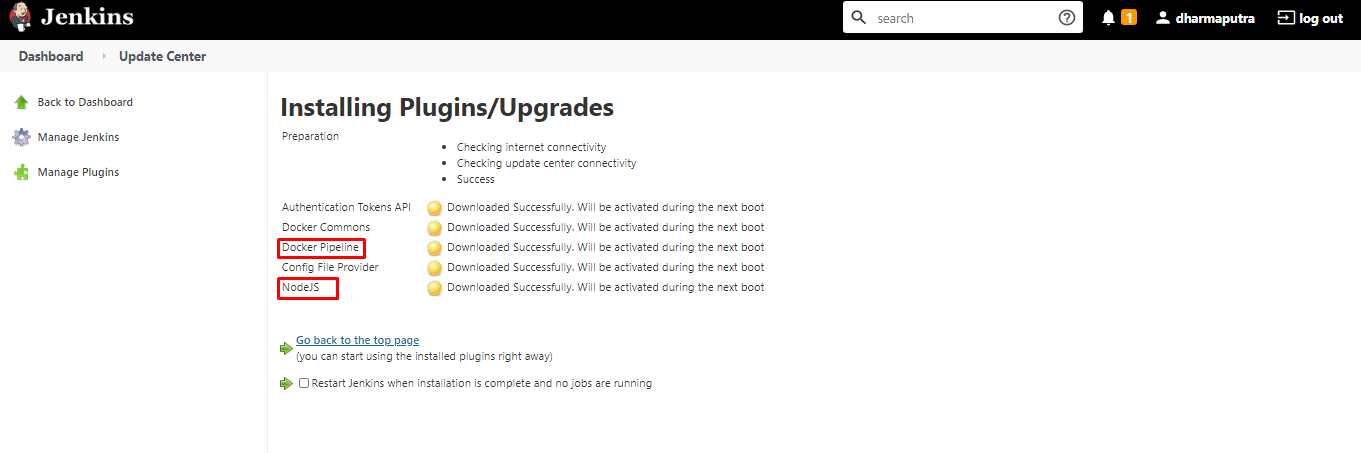 Jenkins
search
1
dharmaputra
log out
Dashboard
Update Center
Back to Dashboard
Manage Jenkins
Manage Plugins
Installing Plugins/Upgrades
Preparation
Checking internet connectivity
Checking update center connectivity
Success
Authentication Tokens API Downloaded Successfully. Will be activated during the next boot
Docker Commons Downloaded Successfully. Will be activated during the next boot
Docker Pipeline Downloaded Successfully. Will be activated during the next boot
Config File Provider Downloaded Successfully. Will be activated during the next boot
NodeJS Downloaded Successfully. Will be activated during the next boot
Go back to the top page
(you can start using the installed plugins right away)
Restart Jenkins when installation is complete and no jobs are running